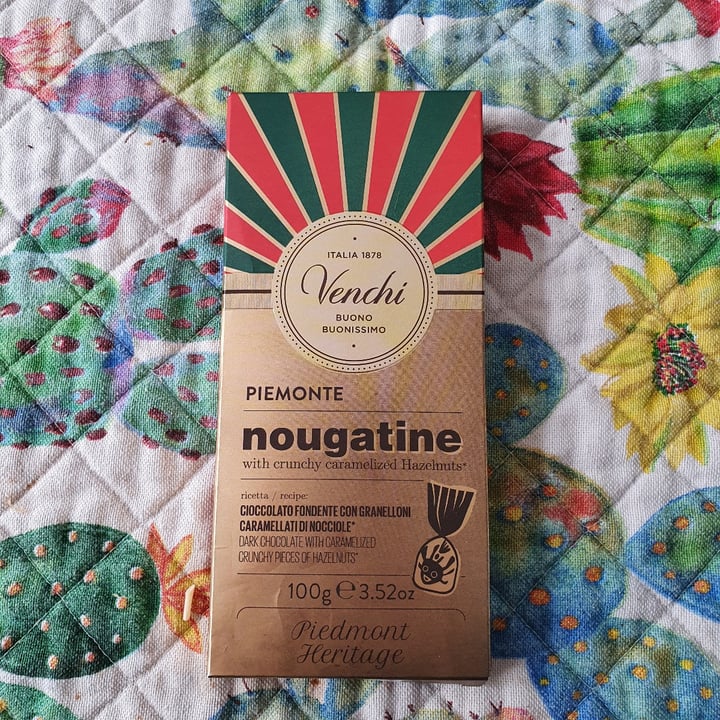 ITALIA 1878
Venchi
BUONO
BUONISSIMO
PIEMONTE
nougatine
with crunchy caramelized Hazelnuts*
ricetta / recipe:
CIOCCOLATO FONDENTE CON GRANELLONI
CARAMELLATI DI NOCCIOLE*
DARK CHOCOLATE WITH CARAMELIZED
CRUNCHY PIECES OF HAZELNUTS*
100g ℮ 3.52oz
Piedmont
Heritage